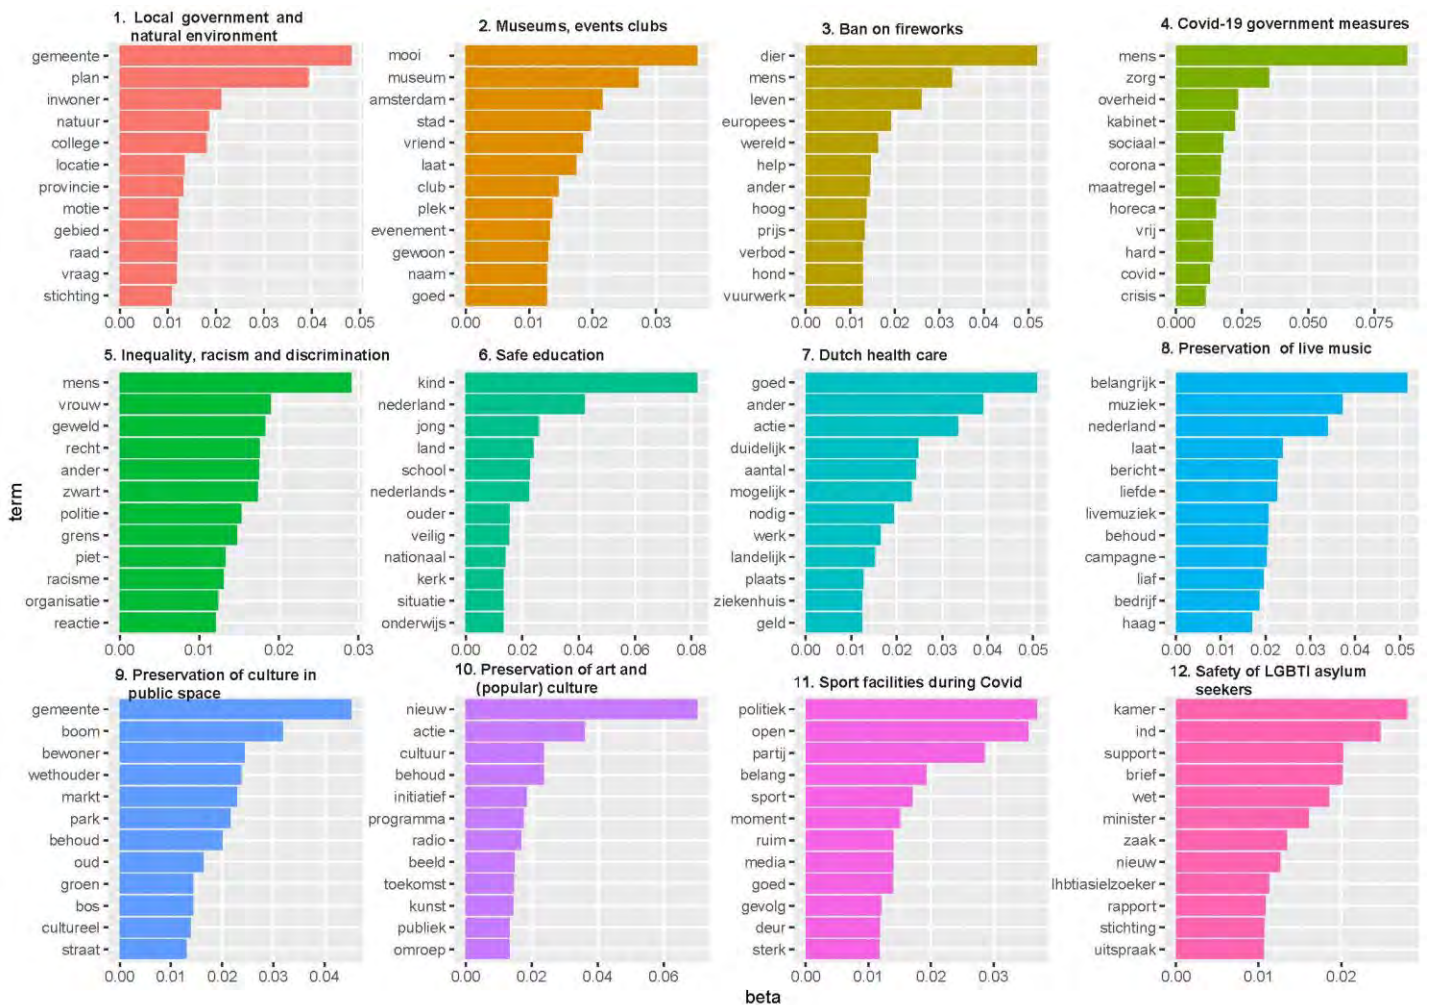 1. Local government and
natural environment
gemeente
plan
inwoner
natuur
college
locatie
provincie
motie
gebied
raad
vraag
stichting
0.00 0.01 0.02 0.03 0.04 0.05
2. Museums, events clubs
mooi
museum
amsterdam
stad
vriend
laat
club
plek
evenement
gewoon
naam
goed
0.00 0.01 0.02 0.03
3. Ban on fireworks
dier
mens
leven
europees
wereld
help
ander
hoog
prijs
verbod
hond
vuurwerk
0.00 0.01 0.02 0.03 0.04 0.05
4. Covid-19 government measures
mens
zorg
overheid
kabinet
sociaal
corona
maatregel
horeca
vrij
hard
covid
crisis
0.000 0.025 0.050 0.075
5. Inequality, racism and discrimination
mens
vrouw
geweld
recht
ander
zwart
politie
grens
piet
racisme
organisatie
reactie
0.00 0.01 0.02 0.03
6. Safe education
kind
nederland
jong
land
school
nederlands
ouder
veilig
nationaal
kerk
situatie
onderwijs
0.00 0.02 0.04 0.06 0.08
7. Dutch health care
goed
ander
actie
duidelijk
aantal
mogelijk
nodig
werk
landelijk
plaats
ziekenhuis
geld
0.00 0.01 0.02 0.03 0.04 0.05
8. Preservation of live music
belangrijk
muziek
nederland
laat
bericht
liefde
livemuziek
behoud
campagne
liaf
bedrijf
haag
0.00 0.01 0.02 0.03 0.04 0.05
9. Preservation of culture in
public space
gemeente
boom
bewoner
wethouder
markt
park
behoud
oud
groen
bos
cultureel
straat
0.00 0.01 0.02 0.03 0.04
10. Preservation of art and
(popular) culture
nieuw
actie
cultuur
behoud
initiatief
programma
radio
beeld
toekomst
kunst
publiek
omroep
0.00 0.02 0.04 0.06
11. Sport facilities during Covid
politiek
open
partij
belang
sport
moment
ruim
media
goed
gevolg
deur
sterk
0.00 0.01 0.02 0.03
12. Safety of LGBTI asylum
seekers
kamer
ind
support
brief
wet
minister
zaak
nieuw
lhbtiasielzoeker
rapport
stichting
uitspraak
0.00 0.01 0.02
term
beta